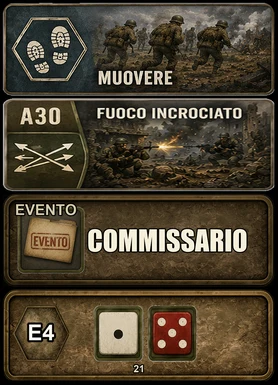 MUOVERE
A30
FUOCO INCROCIATO
EVENTO
EVENTO
COMMISSARIO
E4
21